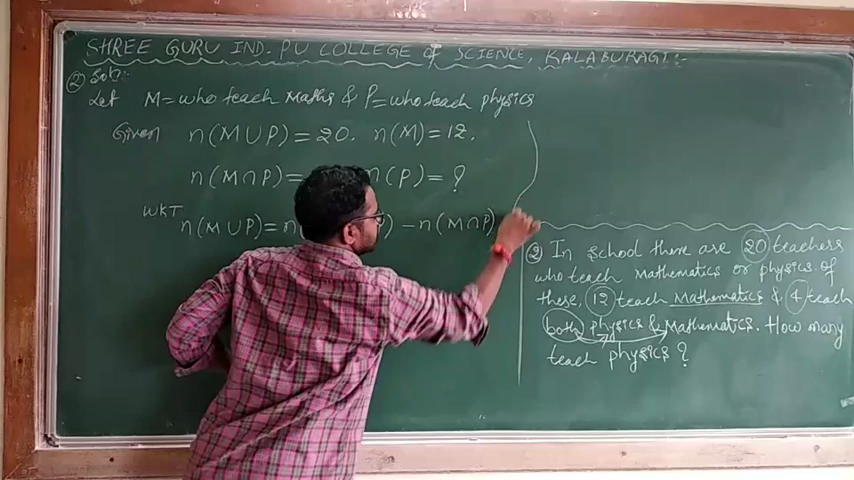 SHREE GURU IND. PU COLLEGE of SCIENCE, KALABURAGI :-
② Soln:-
Let M = who teach Maths & P = who teach physics
Given n(M∪P) = 20. n(M) = 12.
n(M∩P) = n(P) = ?
WKT
n(M∪P) = n P) - n(M∩P)
② In school there are 20 teachers
who teach mathematics or physics. of
these, 12 teach Mathematics & 4 teach
both physics & Mathematics. How many
teach physics ?